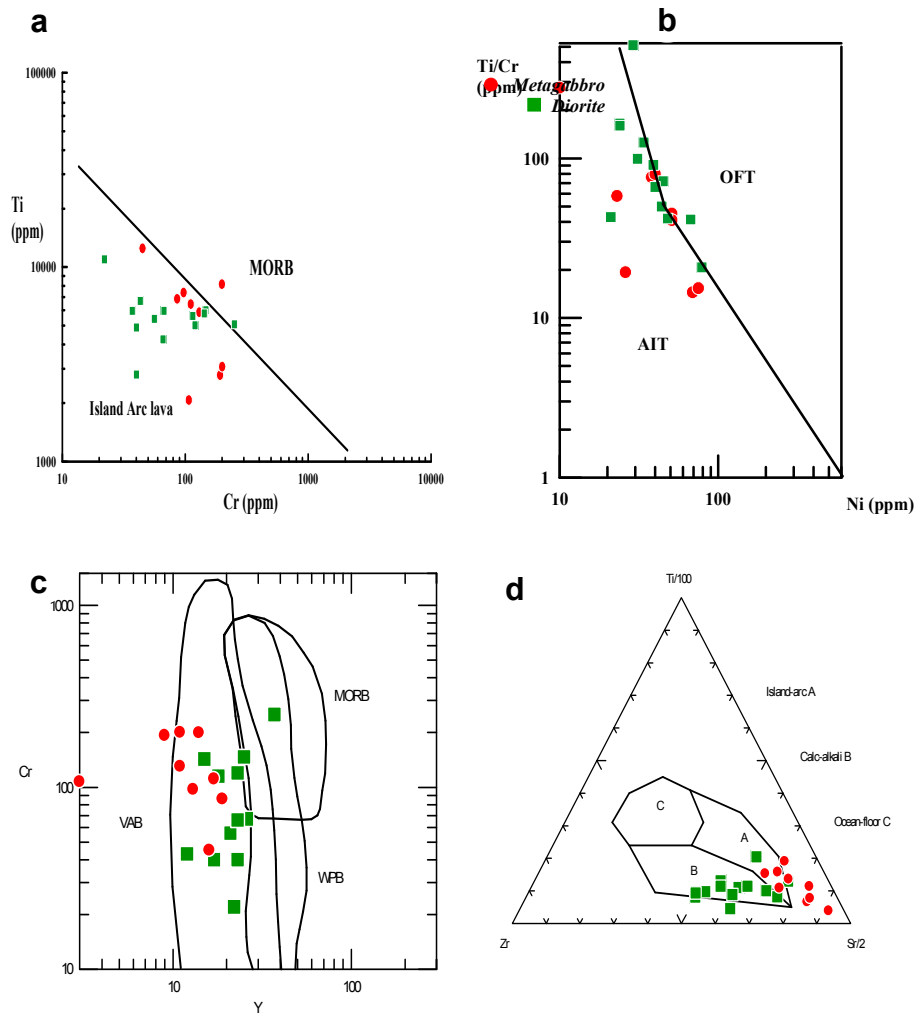 a
10000
Ti
(ppm)
10000
MORB
Island Arc lava
1000
10
100
1000
10000
Cr (ppm)
b
Ti/Cr
(ppm)
Metagabbro
Diorite
100
OFT
10
AIT
1
10
100
Ni (ppm)
c
1000
MORB
Cr
100
VAB
WPB
10
10
100
Y
d
Ti/100
Island-arc A
Calc-alkali B
Ocean-floor C
C
A
B
Zr
Sr/2